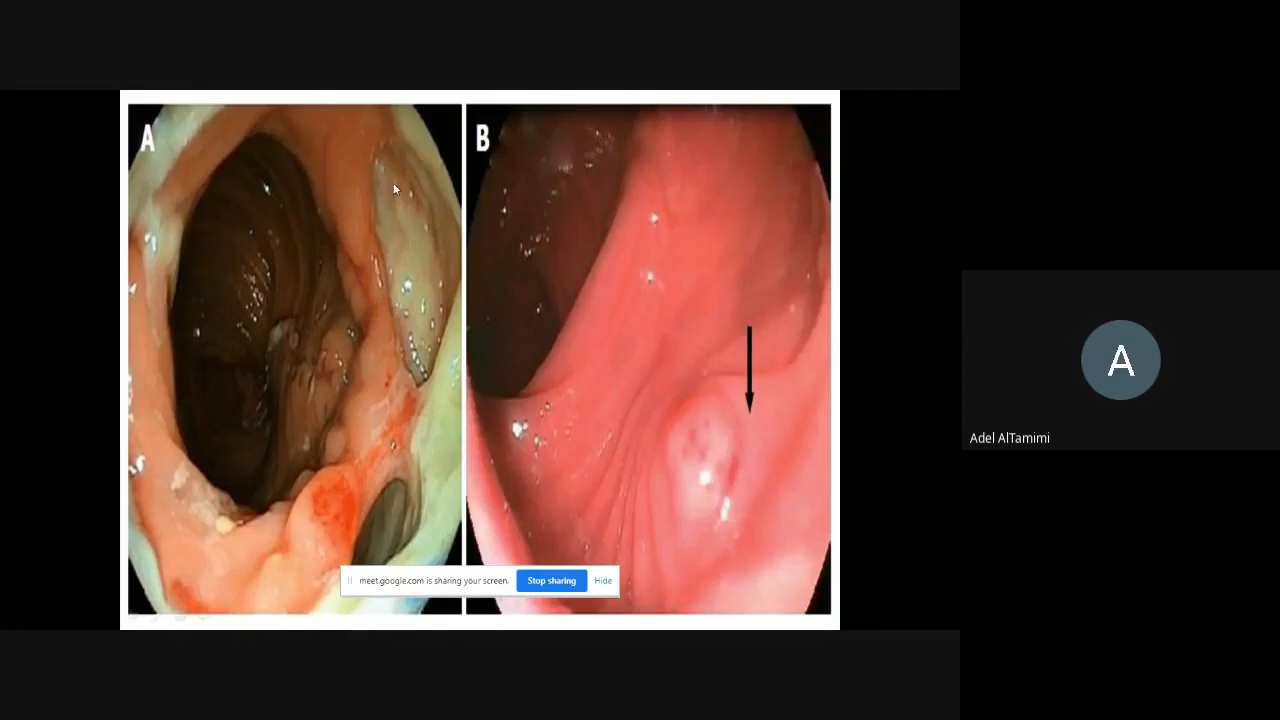 A
B
A
Adel AlTamimi
meet.google.com is sharing your screen.
Stop sharing
Hide